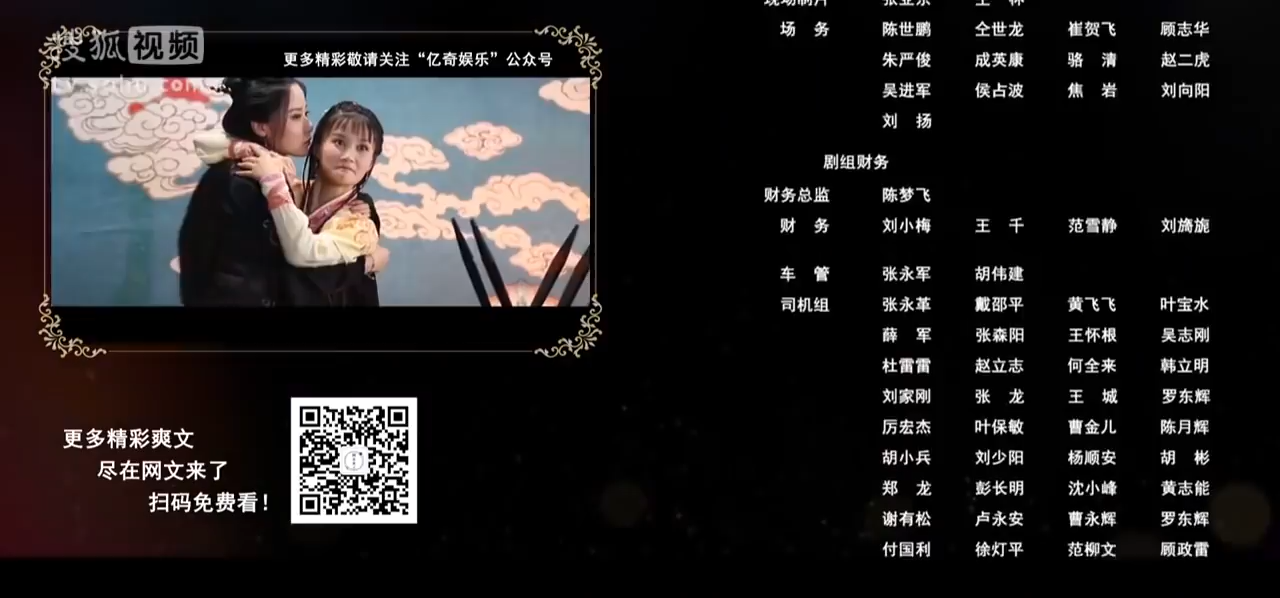 搜狐视频
tv.sohu.com
更多精彩敬请关注“亿奇娱乐”公众号
更多精彩爽文
尽在网文来了
扫码免费看！
场 务 陈世鹏 仝世龙 崔贺飞 顾志华
朱严俊 成英康 骆 清 赵二虎
吴进军 侯占波 焦 岩 刘向阳
刘 扬
剧组财务
财务总监 陈梦飞
财 务 刘小梅 王 千 范雪静 刘旖旎
车 管 张永军 胡伟建
司机组 张永革 戴邵平 黄飞飞 叶宝水
薛 军 张森阳 王怀根 吴志刚
杜雷雷 赵立志 何全来 韩立明
刘家刚 张 龙 王 城 罗东辉
厉宏杰 叶保敏 曹金儿 陈月辉
胡小兵 刘少阳 杨顺安 胡 彬
郑 龙 彭长明 沈小峰 黄志能
谢有松 卢永安 曹永辉 罗东辉
付国利 徐灯平 范柳文 顾政雷